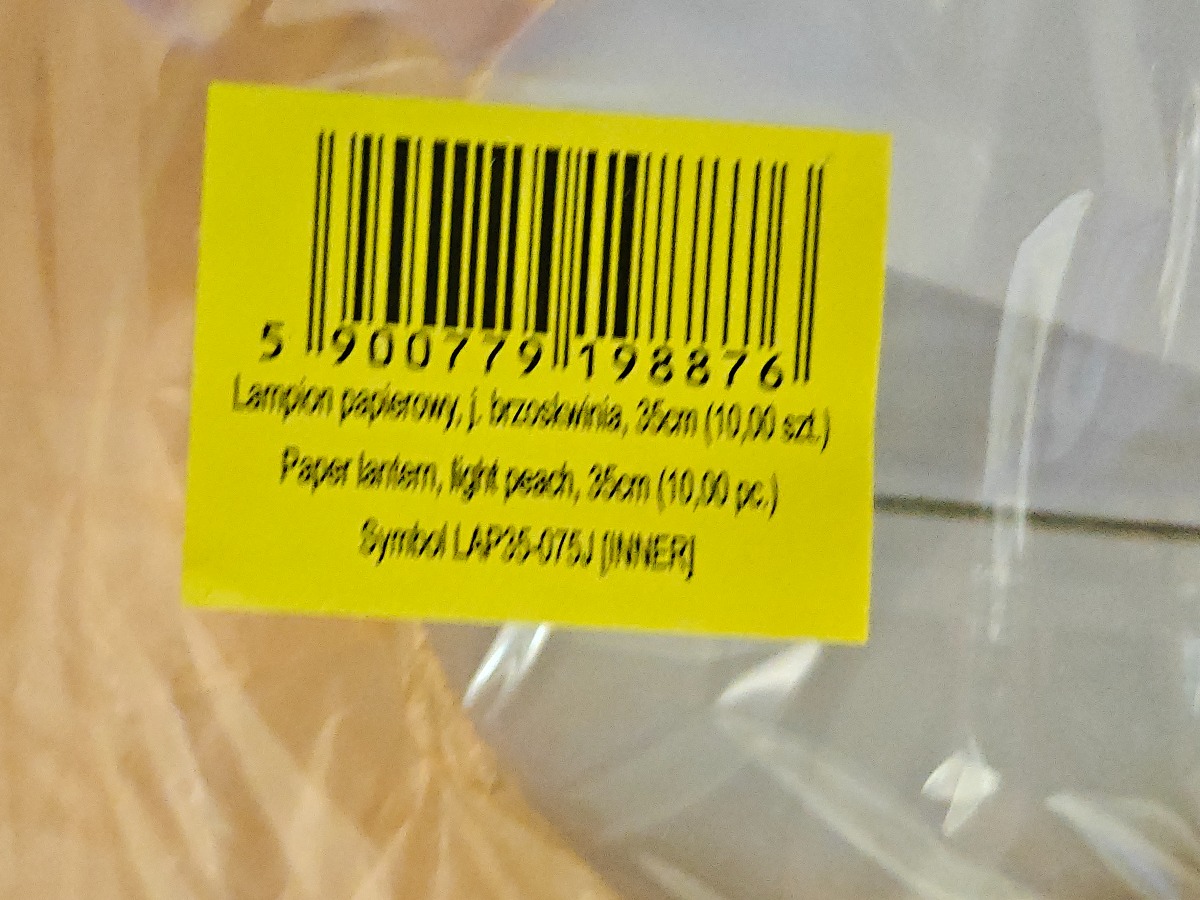 5 900779 198876
Lampion papierowy, j. brzoskwinia, 35cm (10,00 szt.)
Paper lantern, light peach, 35cm (10,00 pc.)
Symbol LAP35-075J [INNER]